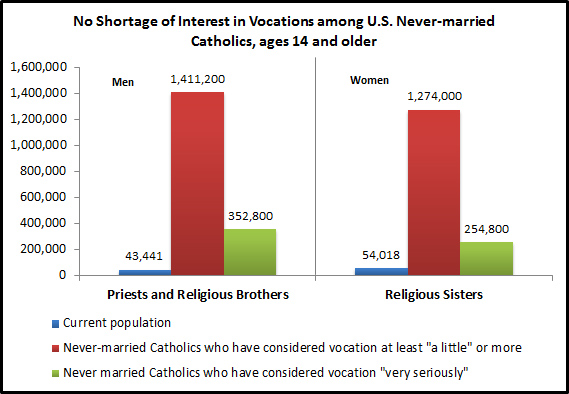 No Shortage of Interest in Vocations among U.S. Never-married
Catholics, ages 14 and older
1,600,000
1,400,000
1,200,000
1,000,000
800,000
600,000
400,000
200,000
0
Men
1,411,200
352,800
43,441
Women
1,274,000
254,800
54,018
Priests and Religious Brothers
Religious Sisters
Current population
Never-married Catholics who have considered vocation at least "a little" or more
Never married Catholics who have considered vocation "very seriously"